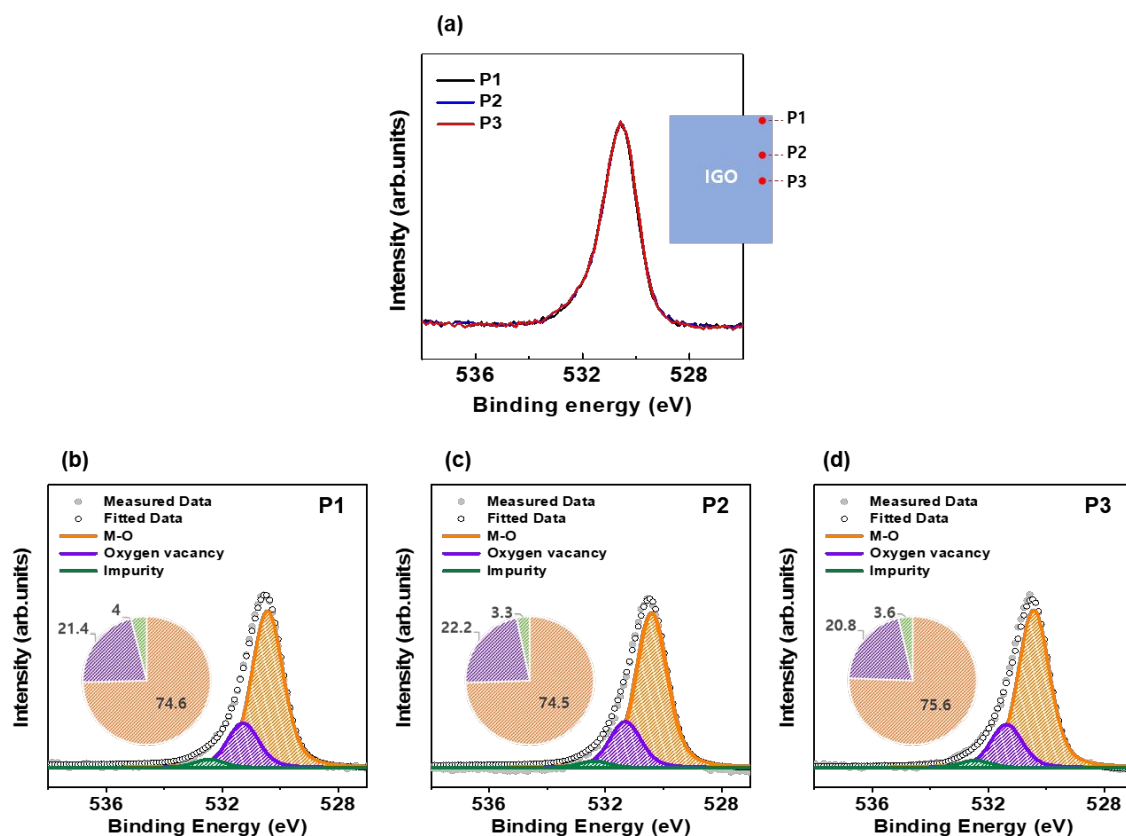 (a)
P1
P2
P3
IGO
P1
P2
P3
Intensity (arb.units)
536
532
528
Binding energy (eV)
(b)
Measured Data
Fitted Data
M-O
Oxygen vacancy
Impurity
P1
4
21.4
74.6
Intensity (arb.units)
536
532
528
Binding Energy (eV)
(c)
Measured Data
Fitted Data
M-O
Oxygen vacancy
Impurity
P2
3.3
22.2
74.5
Intensity (arb.units)
536
532
528
Binding Energy (eV)
(d)
Measured Data
Fitted Data
M-O
Oxygen vacancy
Impurity
P3
3.6
20.8
75.6
Intensity (arb.units)
536
532
528
Binding Energy (eV)